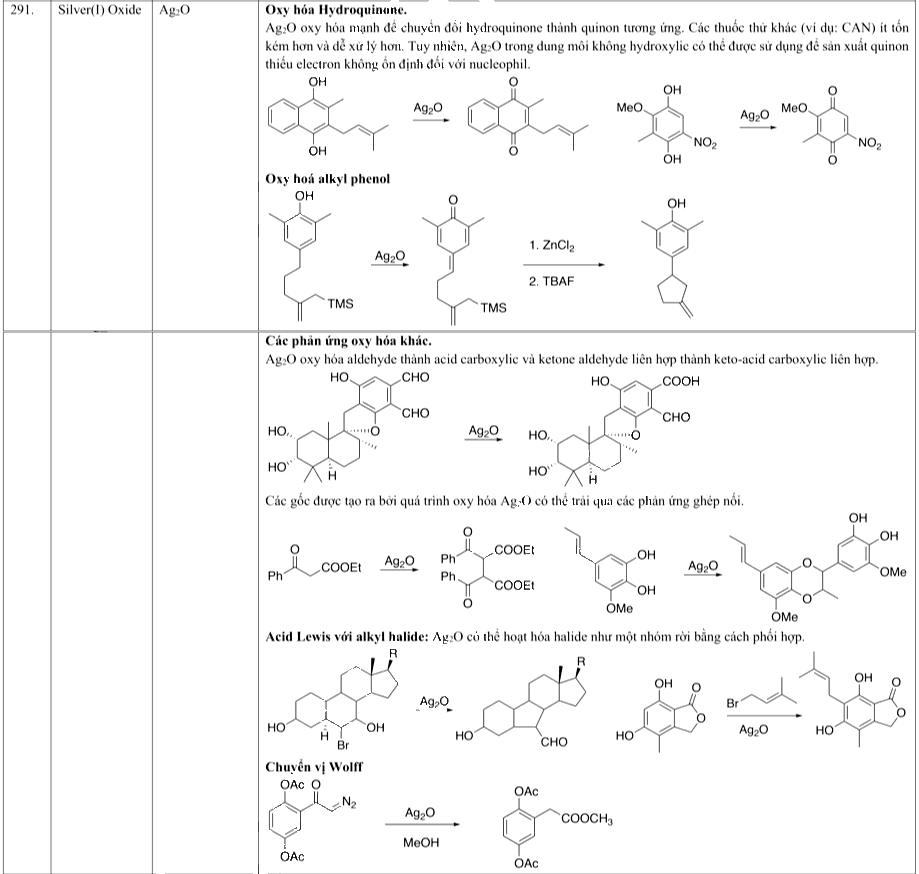 291. Silver(I) Oxide Ag₂O Oxy hóa Hydroquinone.
Ag₂O oxy hóa mạnh để chuyển đổi hydroquinone thành quinon tương ứng. Các thuốc thử khác (ví dụ: CAN) ít tốn
kém hơn và dễ xử lý hơn. Tuy nhiên, Ag₂O trong dung môi không hydroxylic có thể được sử dụng để sản xuất quinon
thiếu electron không ổn định đối với nucleophil.
OH O OH O
MeO MeO
Ag₂O Ag₂O
NO₂ NO₂
OH O OH O
Oxy hoá alkyl phenol
OH O OH
1. ZnCl₂
Ag₂O
2. TBAF
TMS TMS
Các phản ứng oxy hóa khác.
Ag₂O oxy hóa aldehyde thành acid carboxylic và ketone aldehyde liên hợp thành keto-acid carboxylic liên hợp.
HO CHO HO COOH
CHO CHO
HO O Ag₂O HO O
HO HO
H H
Các gốc được tạo ra bởi quá trình oxy hóa Ag₂O có thể trải qua các phản ứng ghép nối.
OH
O O OH
Ph COOEt Ag₂O Ph COOEt OH Ag₂O O OMe
Ph COOEt OH O
O OMe OMe
Acid Lewis với alkyl halide: Ag₂O có thể hoạt hóa halide như một nhóm rời bằng cách phối hợp.
R R
OH O OH O
Ag₂O Br
O O
HO OH HO HO Ag₂O HO
H Br CHO
Chuyển vị Wolff
OAc O OAc
N₂ Ag₂O COOCH₃
MeOH
OAc OAc